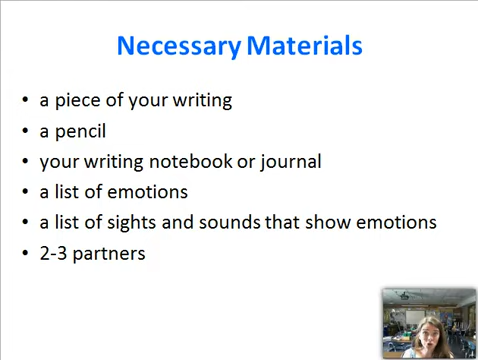 Necessary Materials
• a piece of your writing
• a pencil
• your writing notebook or journal
• a list of emotions
• a list of sights and sounds that show emotions
• 2-3 partners